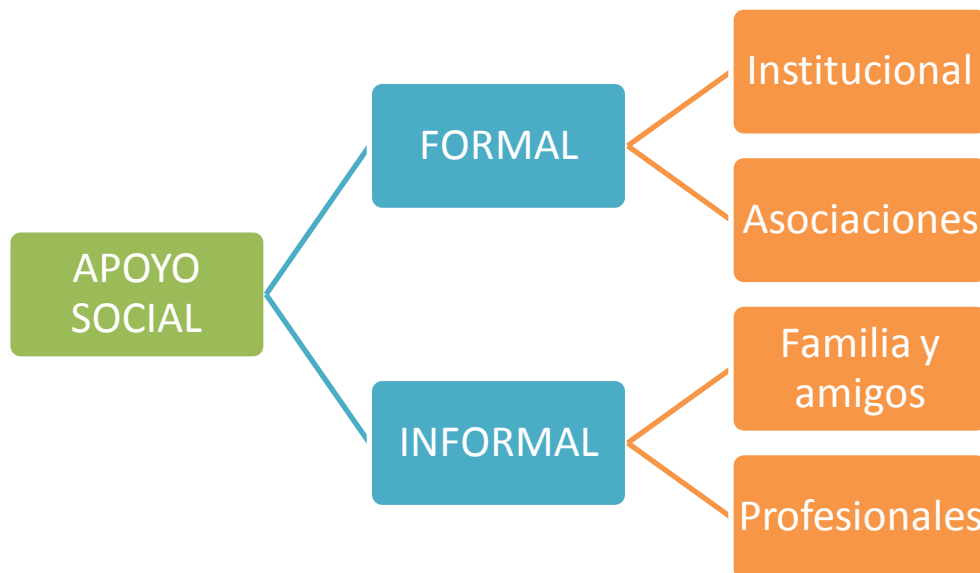 APOYO
SOCIAL
FORMAL
Institucional
Asociaciones
INFORMAL
Familia y
amigos
Profesionales